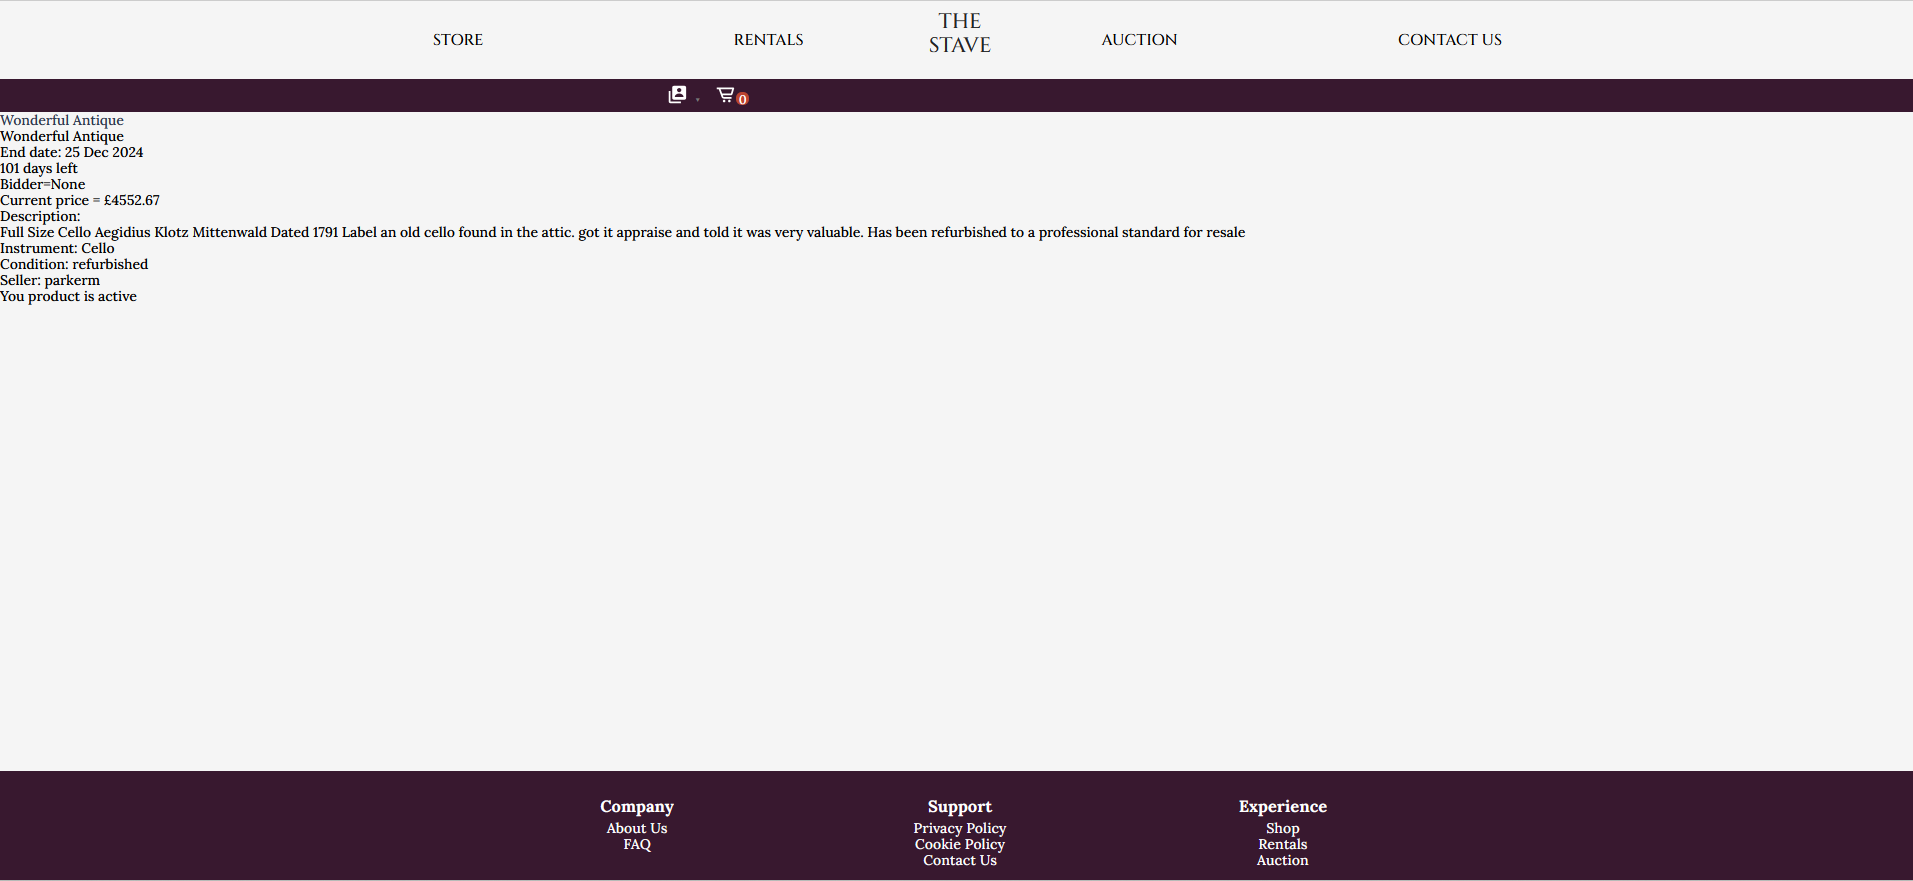 STORE
RENTALS
THE
STAVE
AUCTION
CONTACT US
0
Wonderful Antique
Wonderful Antique
End date: 25 Dec 2024
101 days left
Bidder=None
Current price = £4552.67
Description:
Full Size Cello Aegidius Klotz Mittenwald Dated 1791 Label an old cello found in the attic. got it appraise and told it was very valuable. Has been refurbished to a professional standard for resale
Instrument: Cello
Condition: refurbished
Seller: parkerm
You product is active
Company
About Us
FAQ
Support
Privacy Policy
Cookie Policy
Contact Us
Experience
Shop
Rentals
Auction